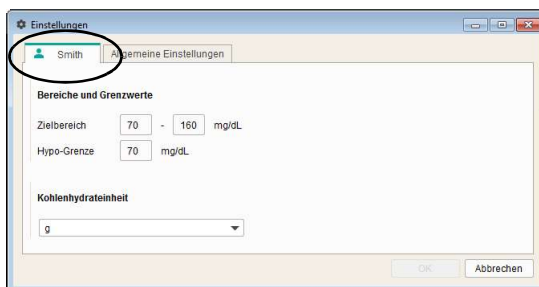 Einstellungen
Smith Allgemeine Einstellungen
Bereiche und Grenzwerte
Zielbereich 70 - 160 mg/dL
Hypo-Grenze 70 mg/dL
Kohlenhydrateinheit
g
OK Abbrechen